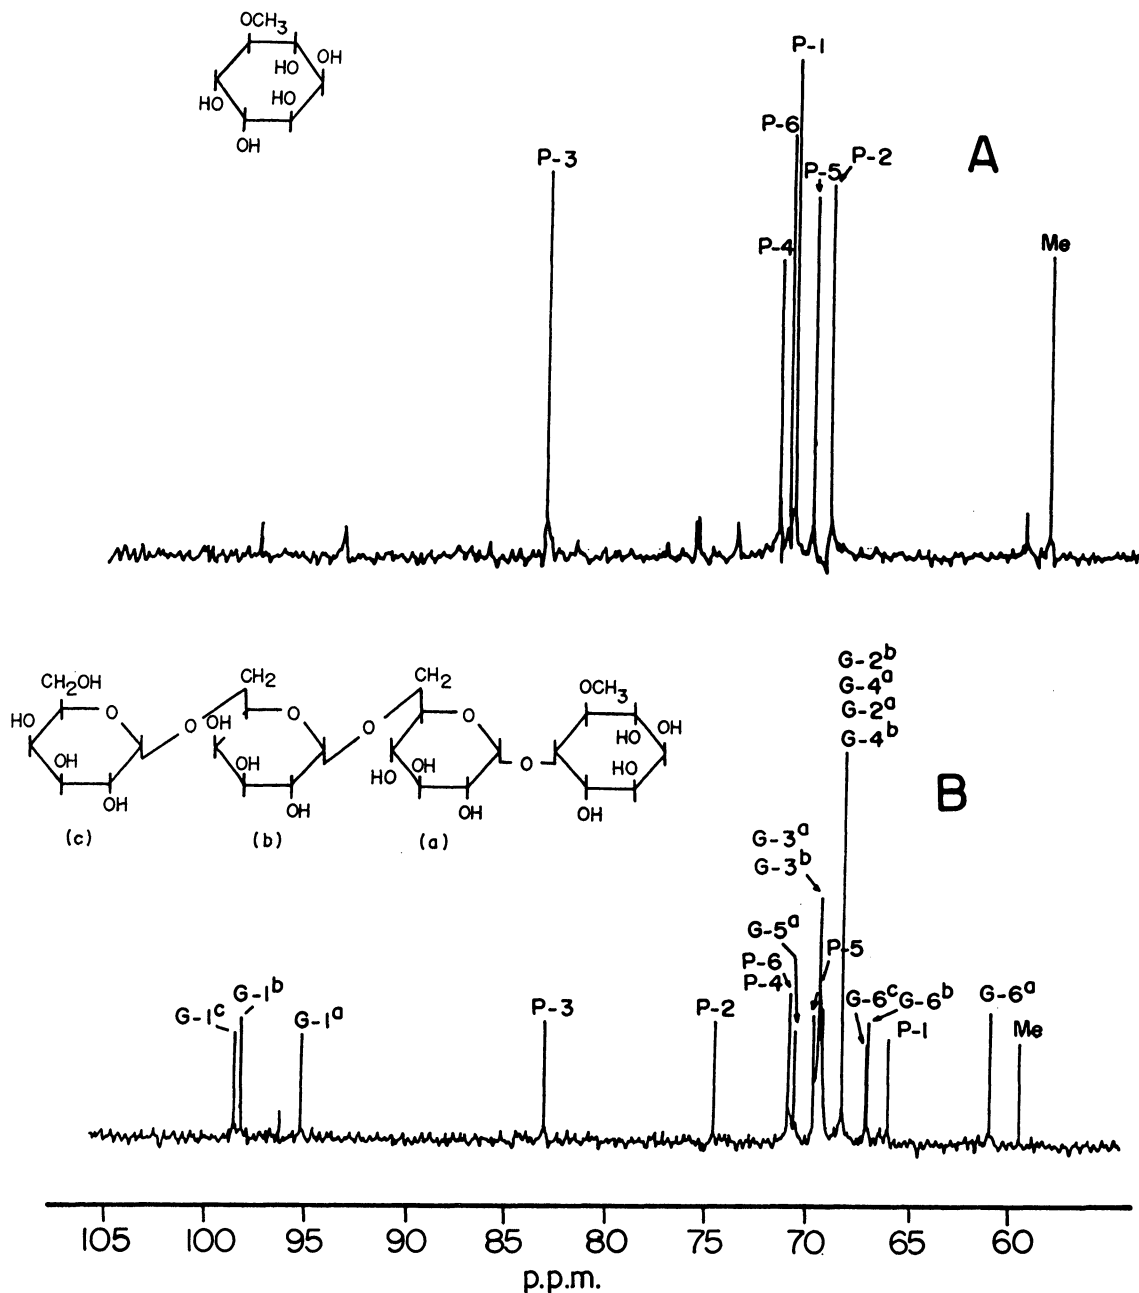 OCH3
OH
HO
HO
HO
OH
P-1
P-6
P-3
P-5
P-2
A
P-4
Me
G-2b
G-4a
G-2a
G-4b
CH2OH
CH2
CH2
OCH3
O
O
O
HO
O
OH
O
OH
HO
OH
OH
HO
OH
O
HO
OH
OH
OH
OH
(c)
(b)
(a)
B
G-3a
G-3b
G-5a
P-5
P-6
P-4
G-1c
G-1b
G-1a
P-3
P-2
G-6c
G-6b
P-1
G-6a
Me
105 100 95 90 85 80 75 70 65 60
p.p.m.